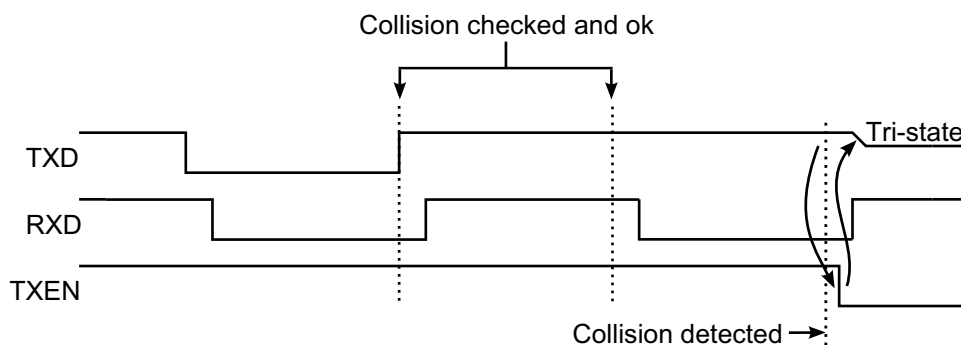 Collision checked and ok
TXD
Tri-state
RXD
TXEN
Collision detected